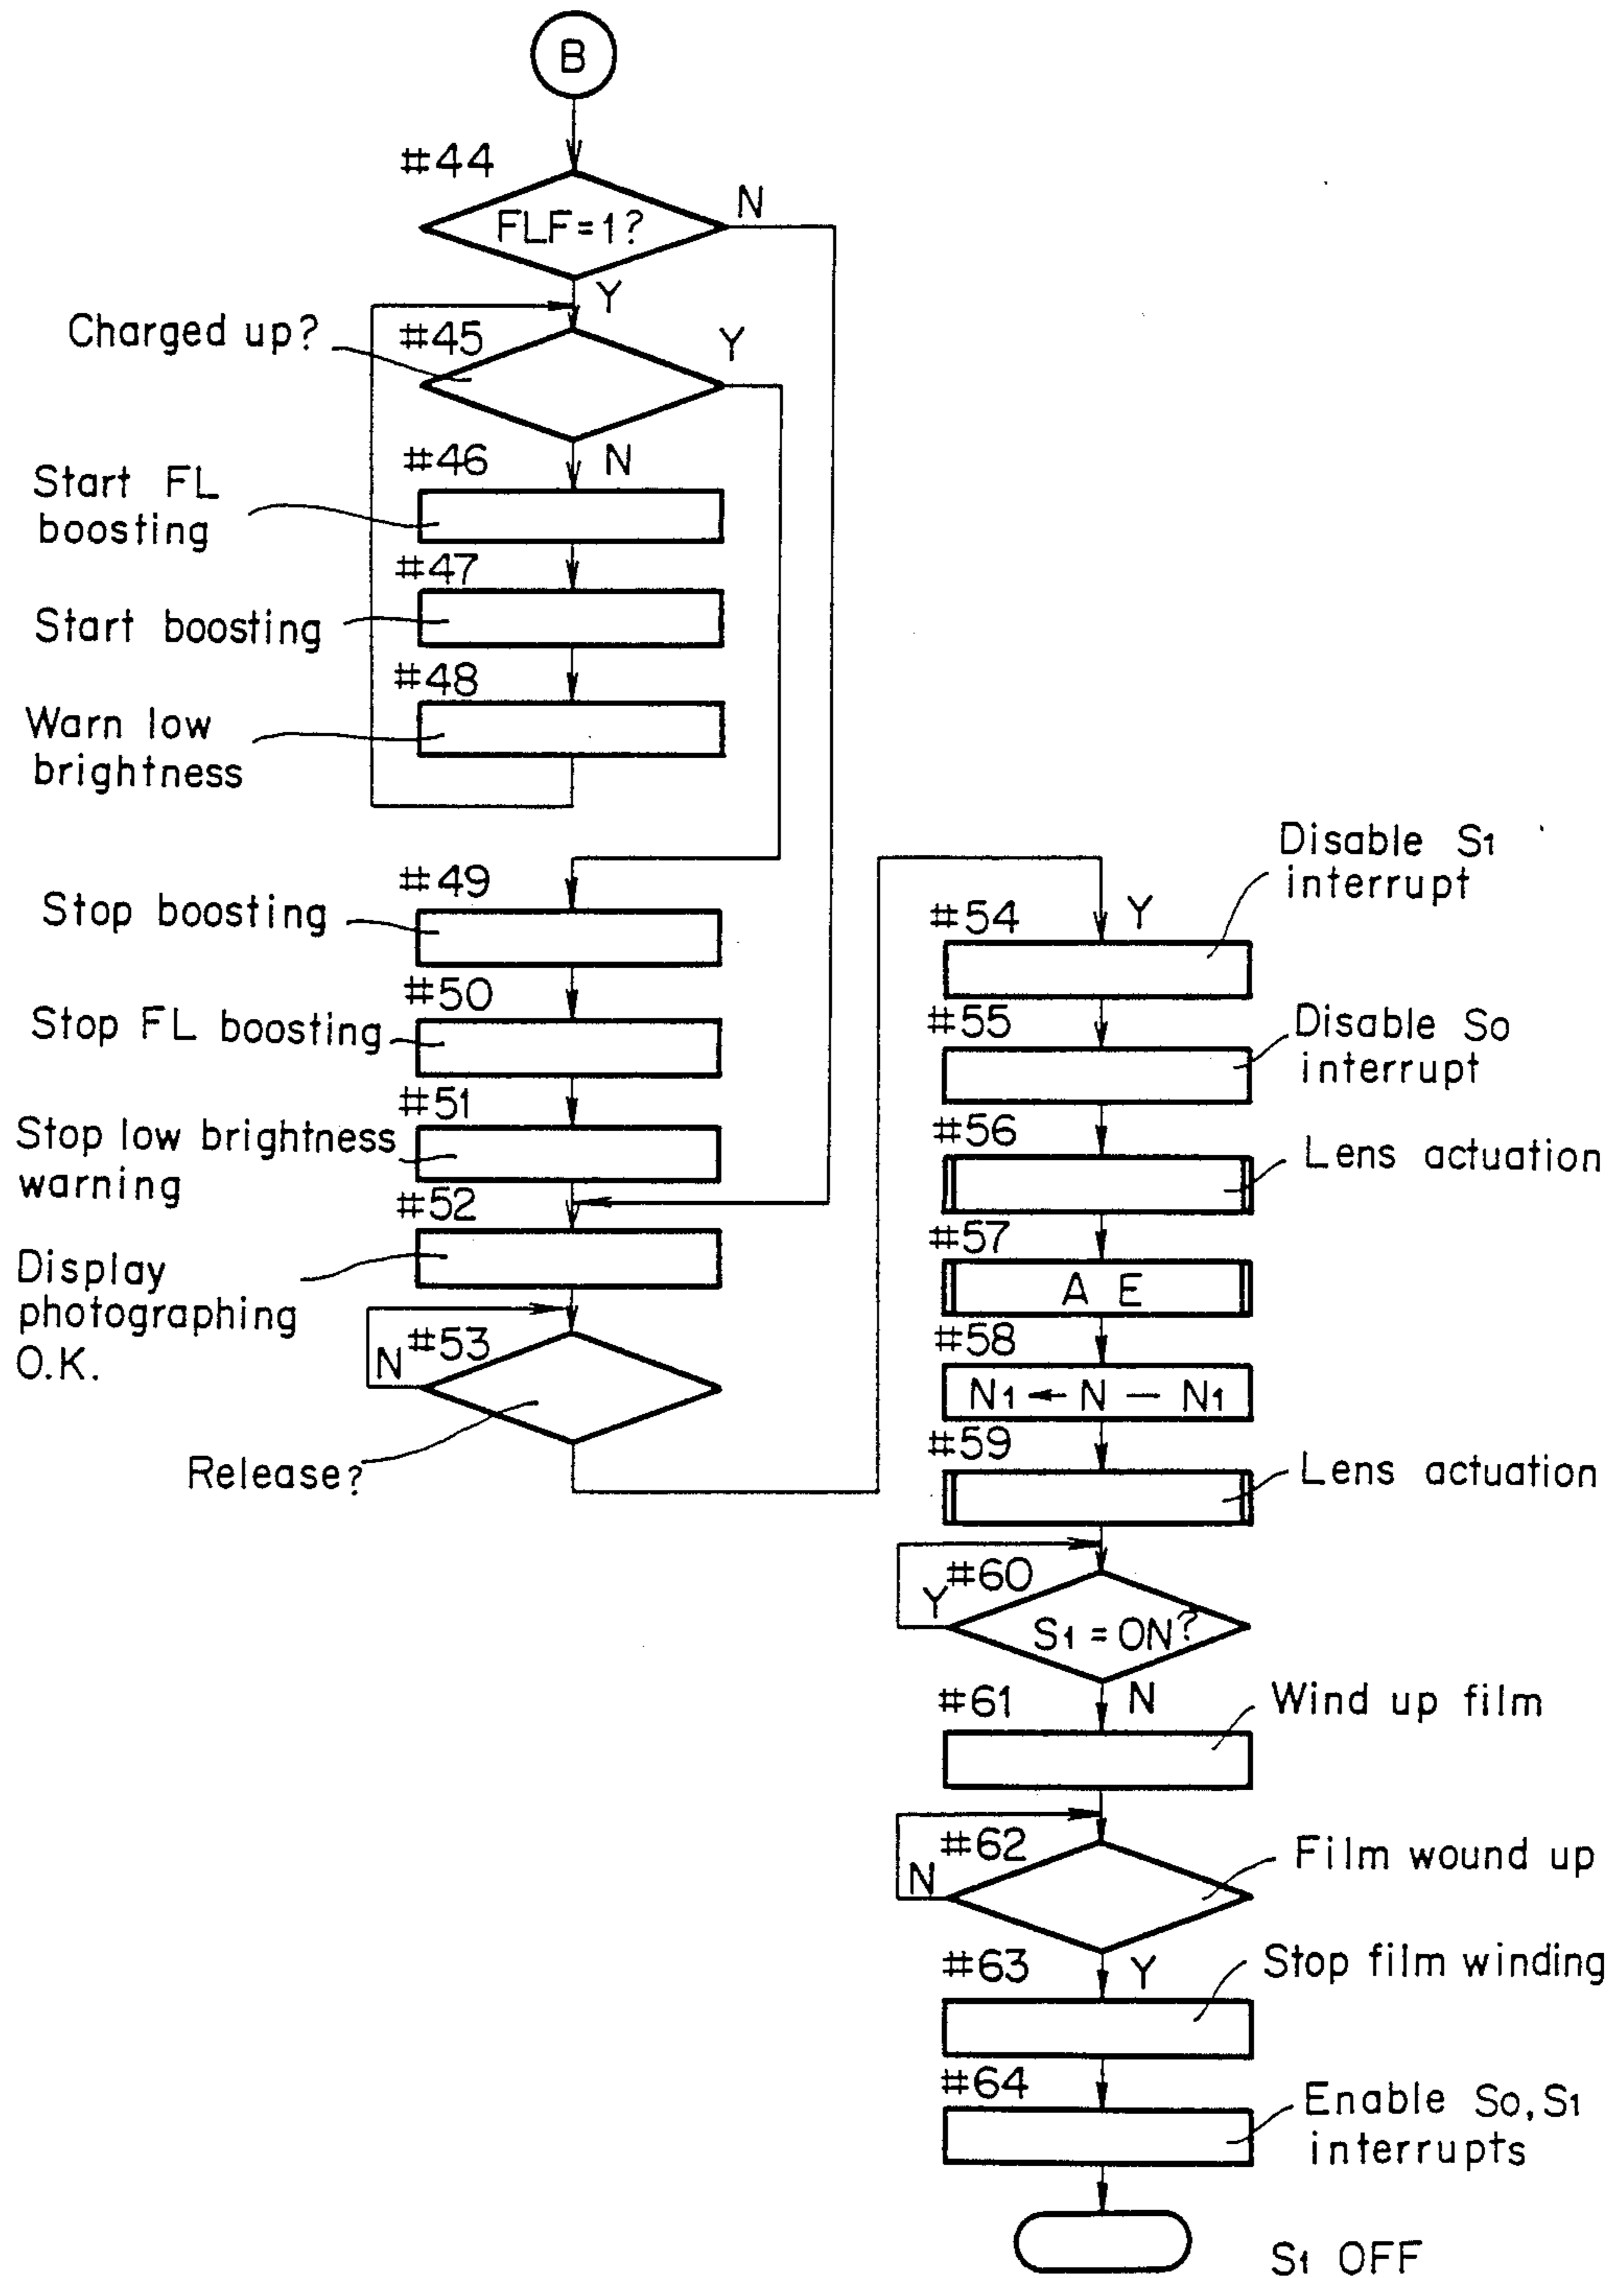 B
#44
FLF=1?
N
Y
Charged up?
#45
Y
#46
N
Start FL
boosting
#47
Start boosting
#48
Warn low
brightness
#49
Stop boosting
#50
Stop FL boosting
#51
Stop low brightness
warning
#52
Display
photographing
O.K.
#53
N
Release?
Disable S1
interrupt
Y
#54
#55
Disable S0
interrupt
#56
Lens actuation
#57
A E
#58
N1 ← N — N1
#59
Lens actuation
#60
Y
S1 = ON?
N
#61
Wind up film
#62
N
Film wound up
#63
Y
Stop film winding
#64
Enable S0, S1
interrupts
S1 OFF